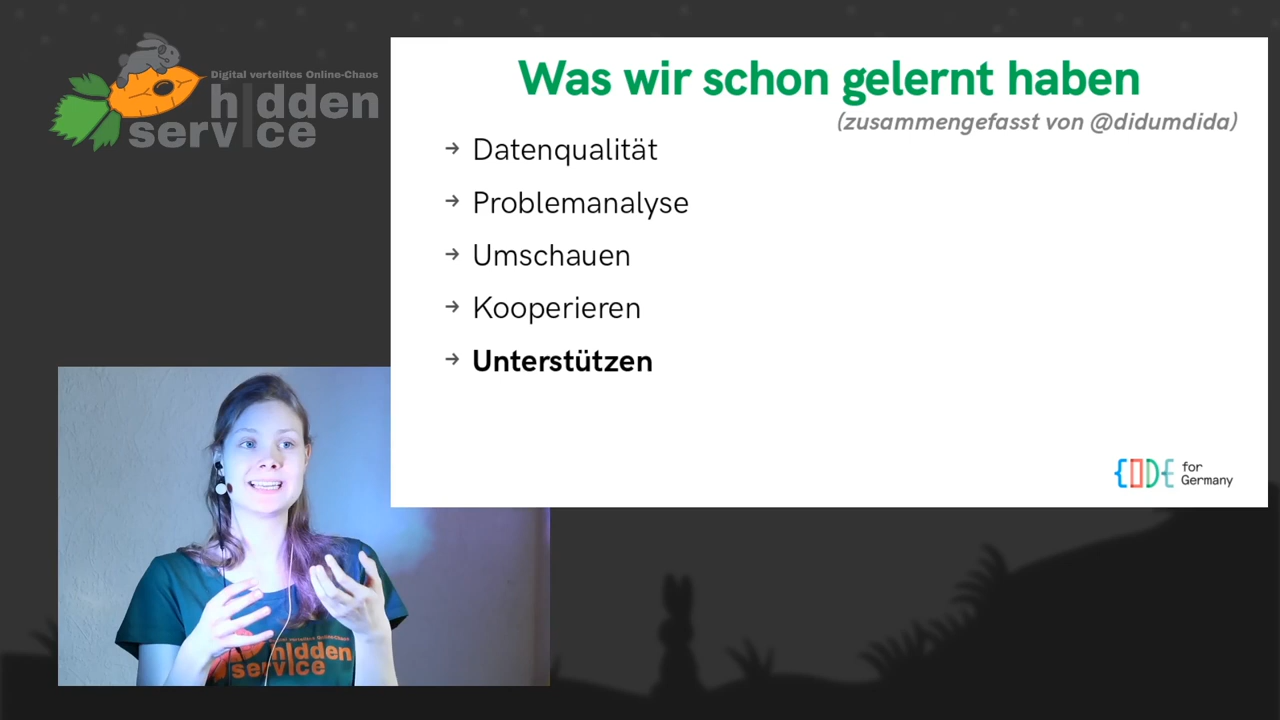 Digital verteiltes Online-Chaos
hidden
service
Was wir schon gelernt haben
(zusammengefasst von @didumdida)
→ Datenqualität
→ Problemanalyse
→ Umschauen
→ Kooperieren
→ Unterstützen
CODE for
Germany
hidden
service